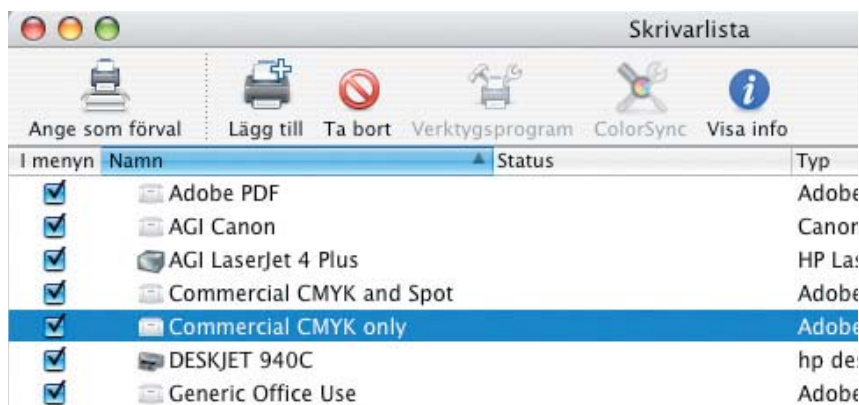 Skrivarlista
Ange som förval Lägg till Ta bort Verktygsprogram ColorSync Visa info
I menyn Namn Status Typ
Adobe PDF Adobe
AGI Canon Canon
AGI LaserJet 4 Plus HP Las
Commercial CMYK and Spot Adobe
Commercial CMYK only Adobe
DESKJET 940C hp des
Generic Office Use Adobe